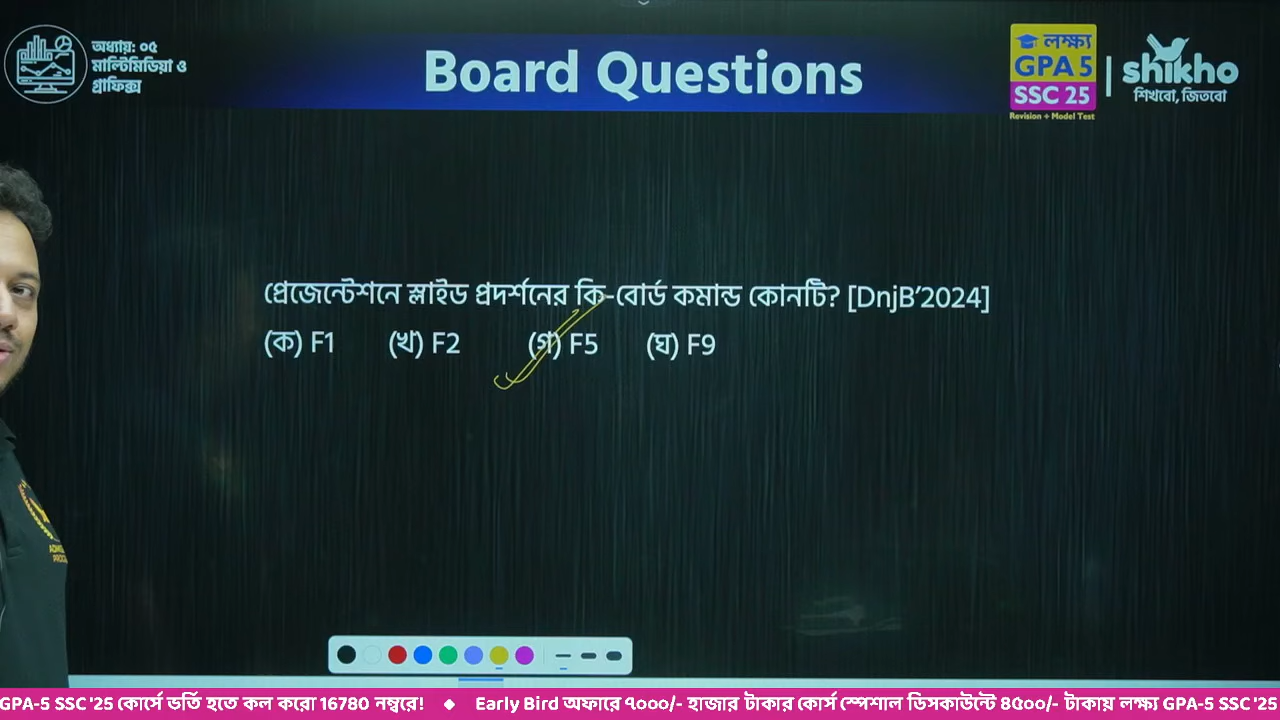 অধ্যায়: ০৫
মাল্টিমিডিয়া ও
গ্রাফিক্স
Board Questions
লক্ষ্য
GPA 5
SSC 25
Revision + Model Test
shikho
শিখবো, জিতবো
প্রেজেন্টেশনে স্লাইড প্রদর্শনের কি-বোর্ড কমান্ড কোনটি? [DnjB’2024]
(ক) F1 (খ) F2 (গ) F5 (ঘ) F9
GPA-5 SSC '25 কোর্সে ভর্তি হতে কল করো 16780 নম্বরে! ◆ Early Bird অফারে ৭০০০/- হাজার টাকার কোর্স স্পেশাল ডিসকাউন্টে ৪৫০০/- টাকায় লক্ষ্য GPA-5 SSC '25